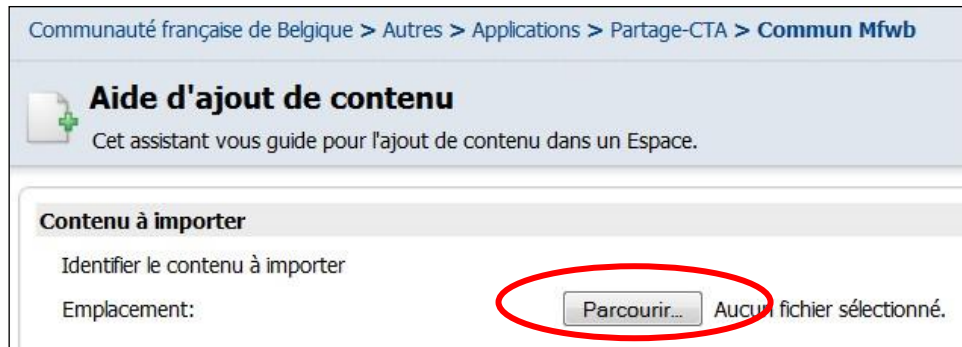 Communauté française de Belgique > Autres > Applications > Partage-CTA > Commun Mfwb
Aide d'ajout de contenu
Cet assistant vous guide pour l'ajout de contenu dans un Espace.
Contenu à importer
Identifier le contenu à importer
Emplacement: Parcourir... Aucun fichier sélectionné.